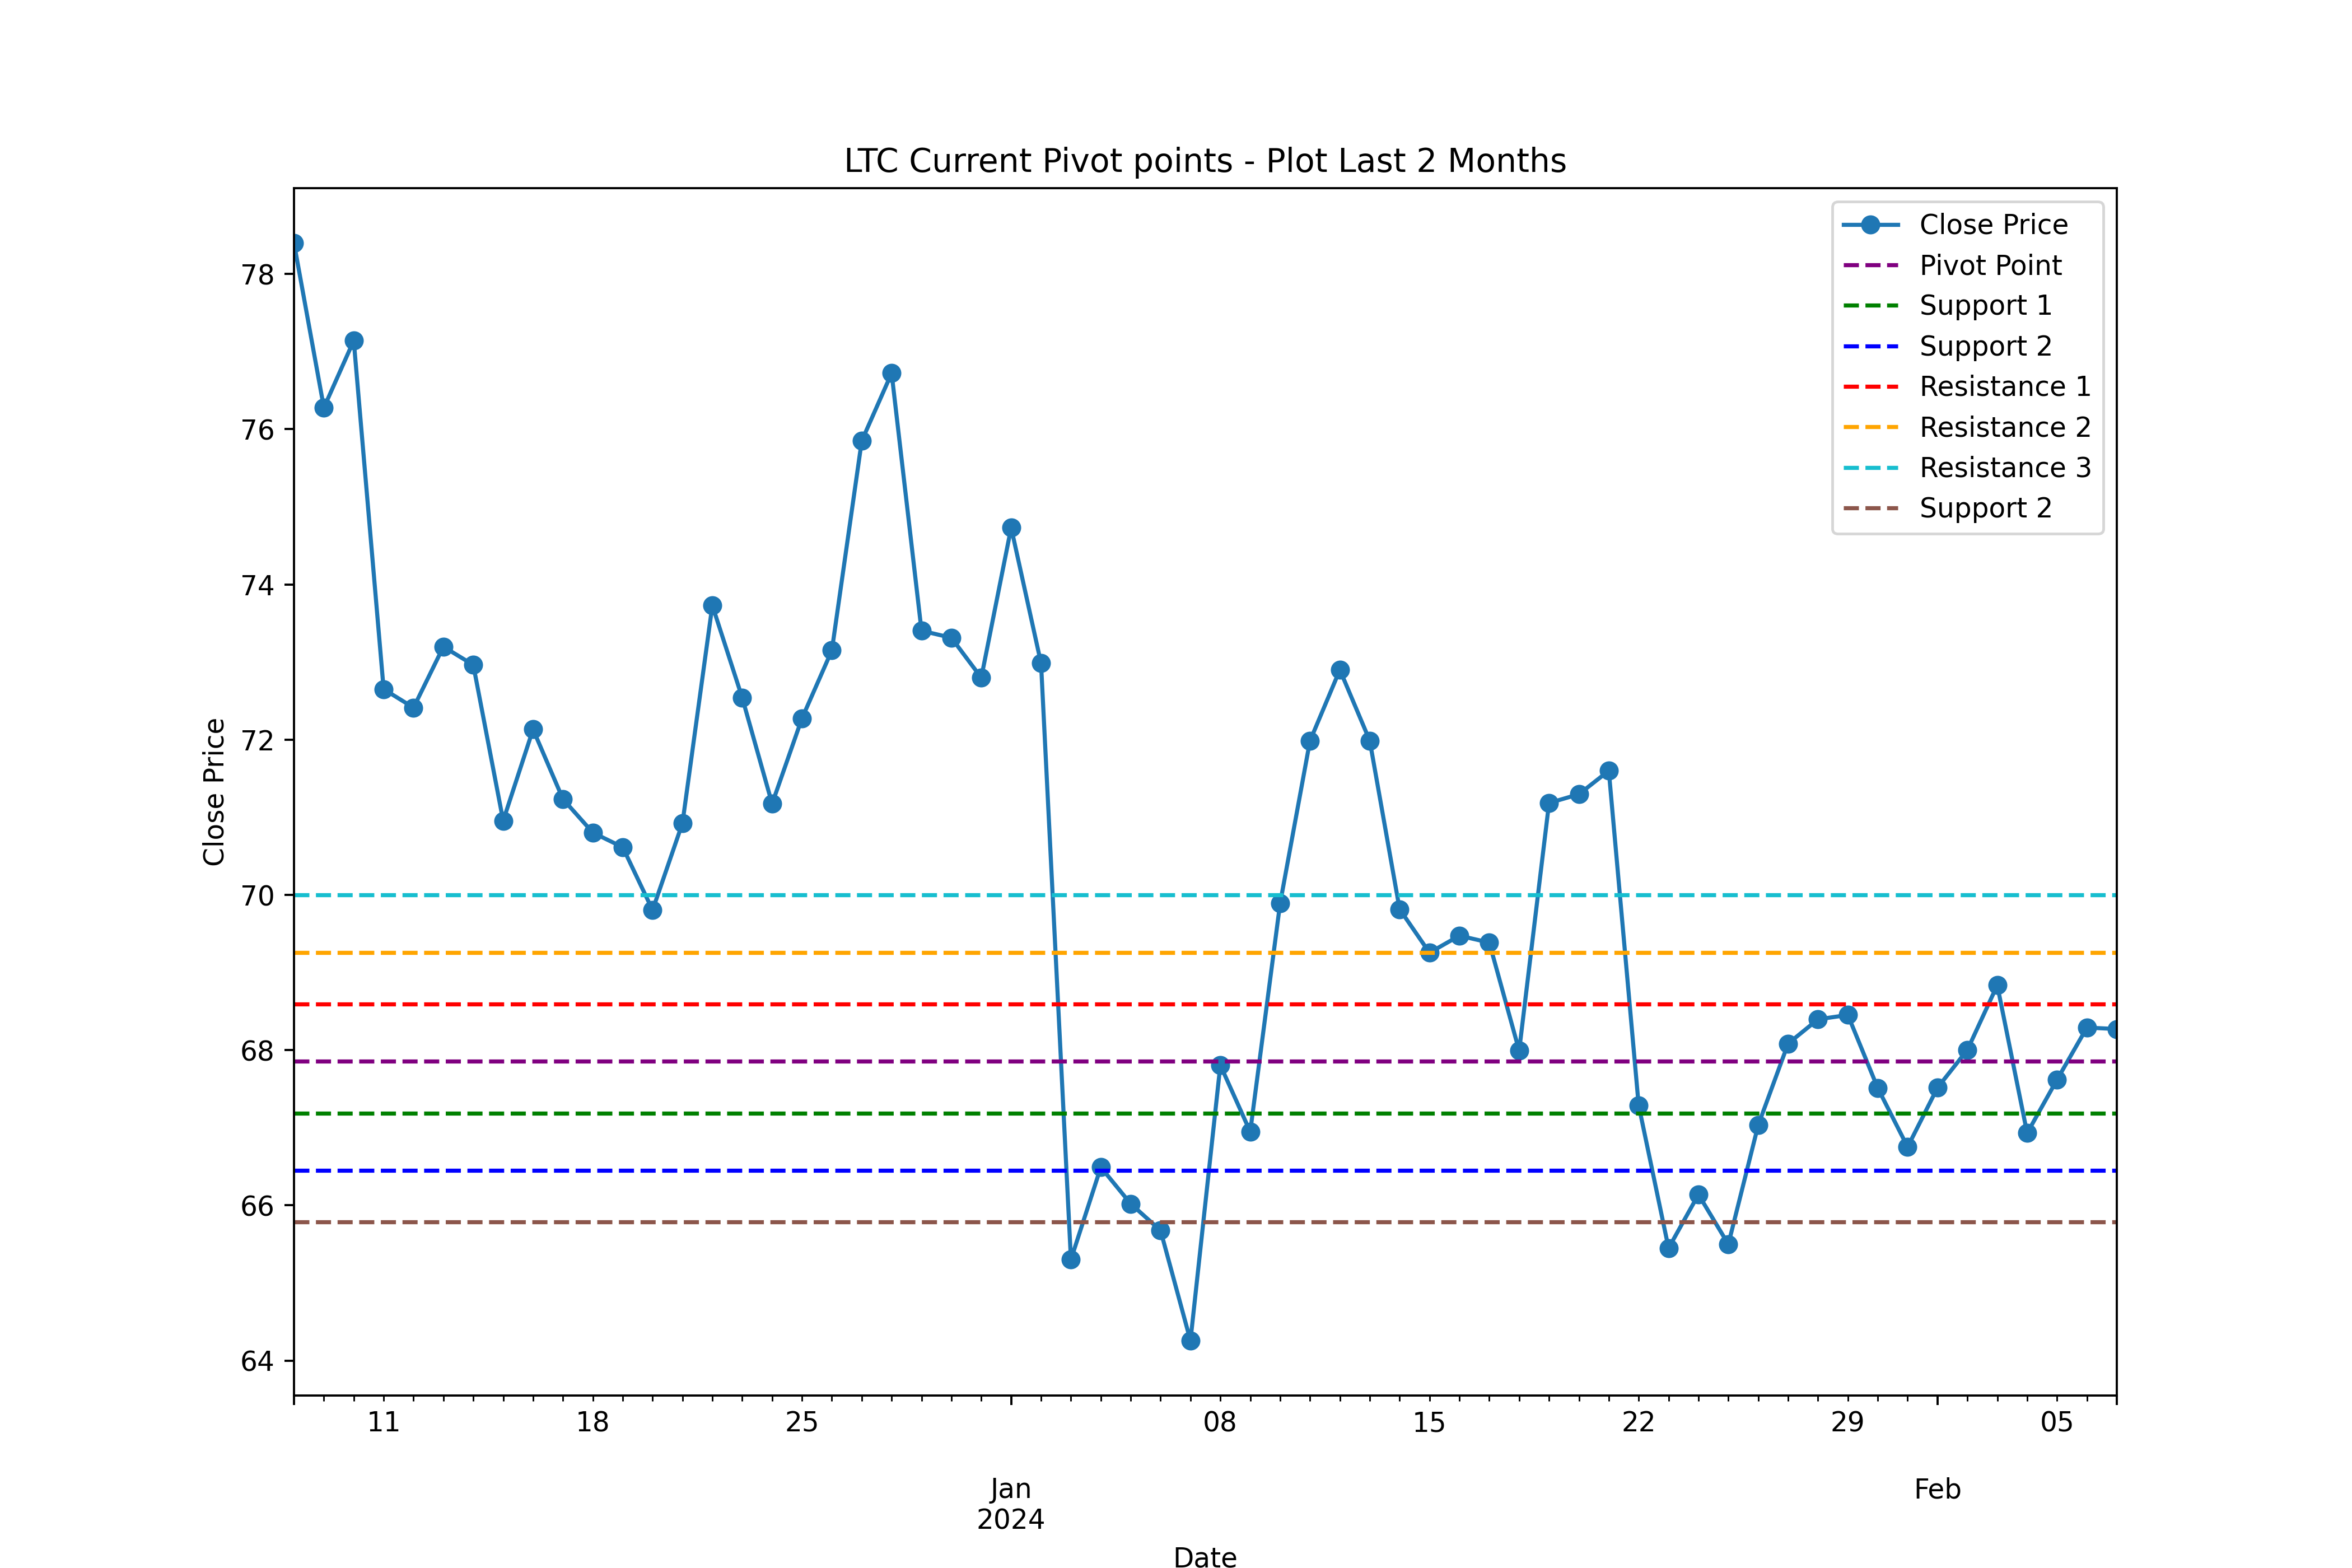 LTC Current Pivot points - Plot Last 2 Months
Close Price
Pivot Point
Support 1
Support 2
Resistance 1
Resistance 2
Resistance 3
Support 2
78
76
74
72
70
68
66
64
Close Price
11
18
25
08
15
22
29
05
Jan
2024
Feb
Date